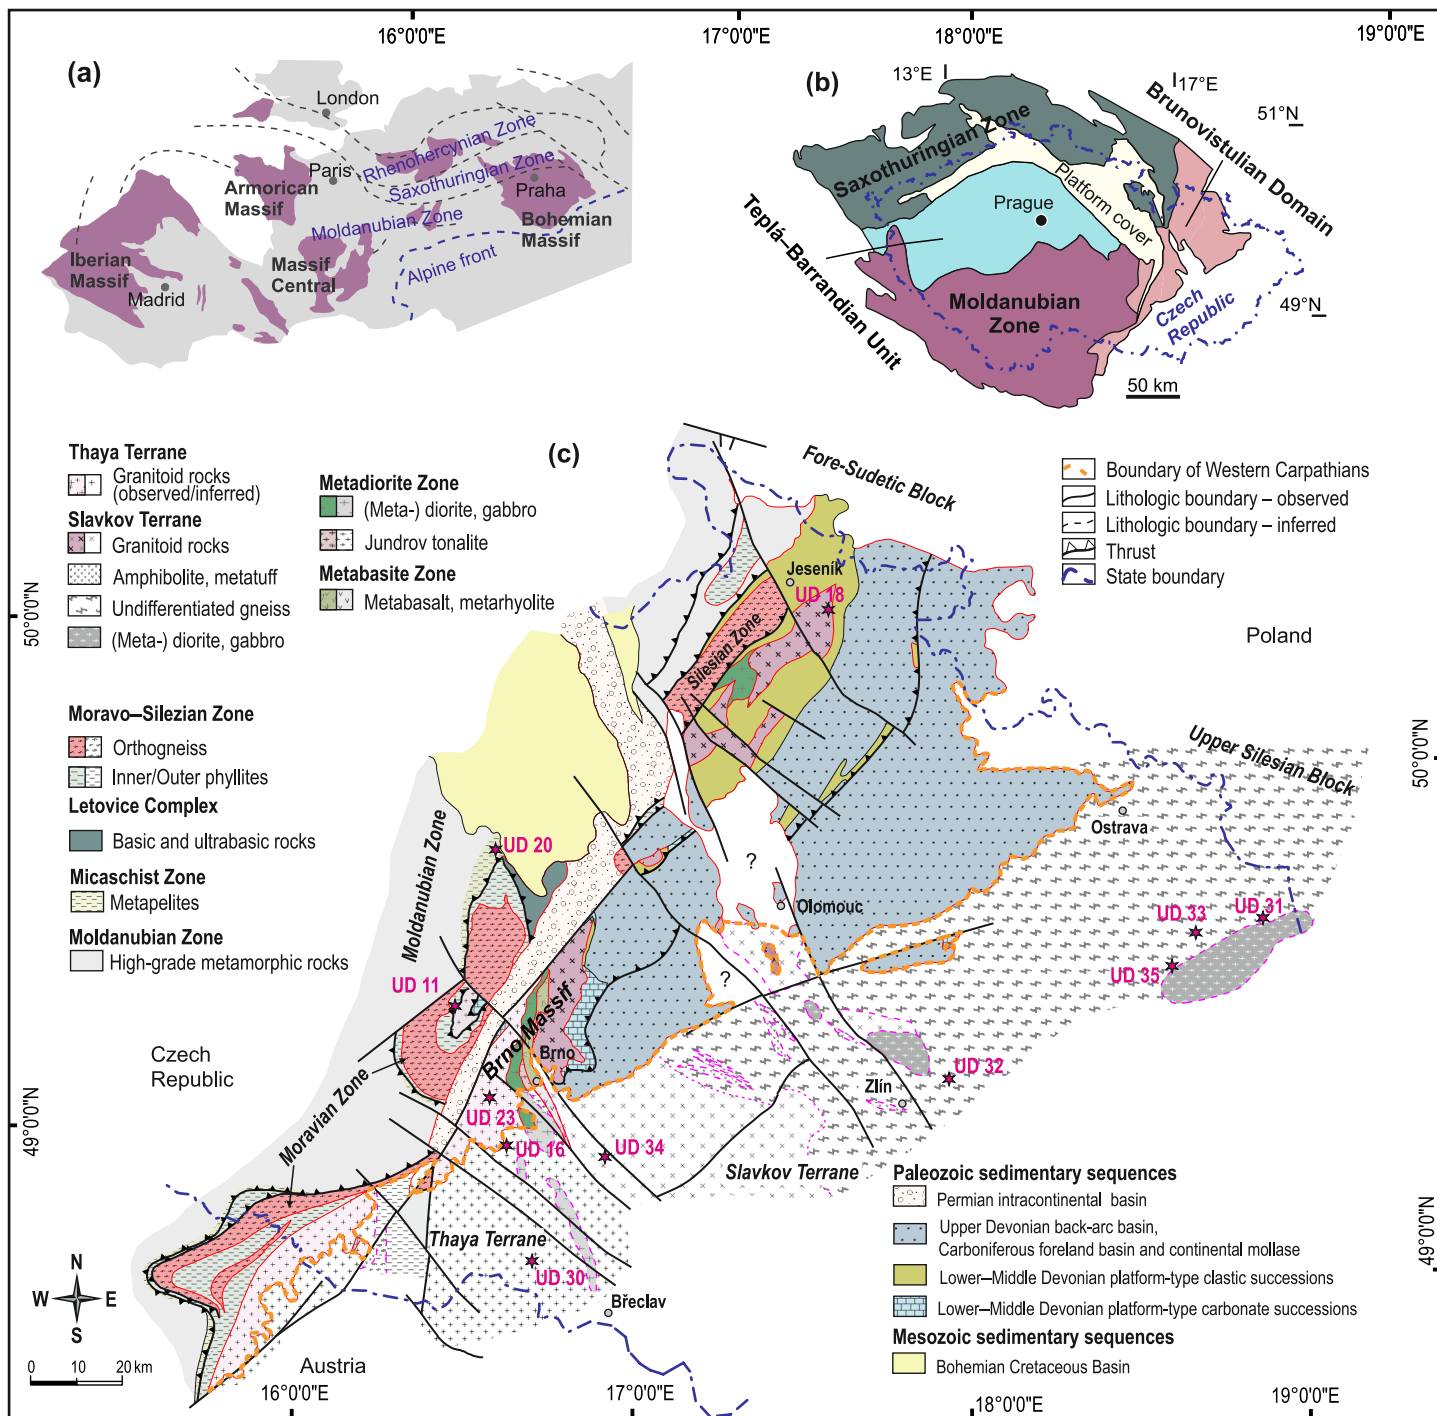 16°0'0"E
17°0'0"E
18°0'0"E
19°0'0"E
(a)
London
Paris
Rhenohercynian Zone
Saxothuringian Zone
Armorican
Massif
Praha
Moldanubian Zone
Bohemian
Massif
Iberian
Massif
Madrid
Massif
Central
Alpine front
(b)
13°E
17°E
51°N
Brunovistulian Domain
Saxothuringian Zone
Platform cover
Prague
Teplá–Barrandian Unit
Moldanubian
Zone
Czech
Republic
49°N
50 km
(c)
Thaya Terrane
Granitoid rocks
(observed/inferred)
Slavkov Terrane
Granitoid rocks
Amphibolite, metatuff
Undifferentiated gneiss
(Meta-) diorite, gabbro
Metadiorite Zone
(Meta-) diorite, gabbro
Jundrov tonalite
Metabasite Zone
Metabasalt, metarhyolite
Moravo–Silezian Zone
Orthogneiss
Inner/Outer phyllites
Letovice Complex
Basic and ultrabasic rocks
Micaschist Zone
Metapelites
Moldanubian Zone
High-grade metamorphic rocks
Boundary of Western Carpathians
Lithologic boundary – observed
Lithologic boundary – inferred
Thrust
State boundary
Fore-Sudetic Block
Jeseník
UD 18
Silesian Zone
Poland
50°0'0"N
50°0'0"N
Upper Silesian Block
Ostrava
Moldanubian Zone
UD 20
?
Olomouc
UD 33
UD 31
UD 35
UD 11
?
Brno Massif
Brno
Czech
Republic
Zlín
UD 32
Moravian Zone
UD 23
UD 16
UD 34
Slavkov Terrane
49°0'0"N
49°0'0"N
Thaya Terrane
UD 30
Břeclav
Austria
N
W
E
S
0
10
20 km
Paleozoic sedimentary sequences
Permian intracontinental basin
Upper Devonian back-arc basin,
Carboniferous foreland basin and continental mollase
Lower–Middle Devonian platform-type clastic successions
Lower–Middle Devonian platform-type carbonate successions
Mesozoic sedimentary sequences
Bohemian Cretaceous Basin
16°0'0"E
17°0'0"E
18°0'0"E
19°0'0"E